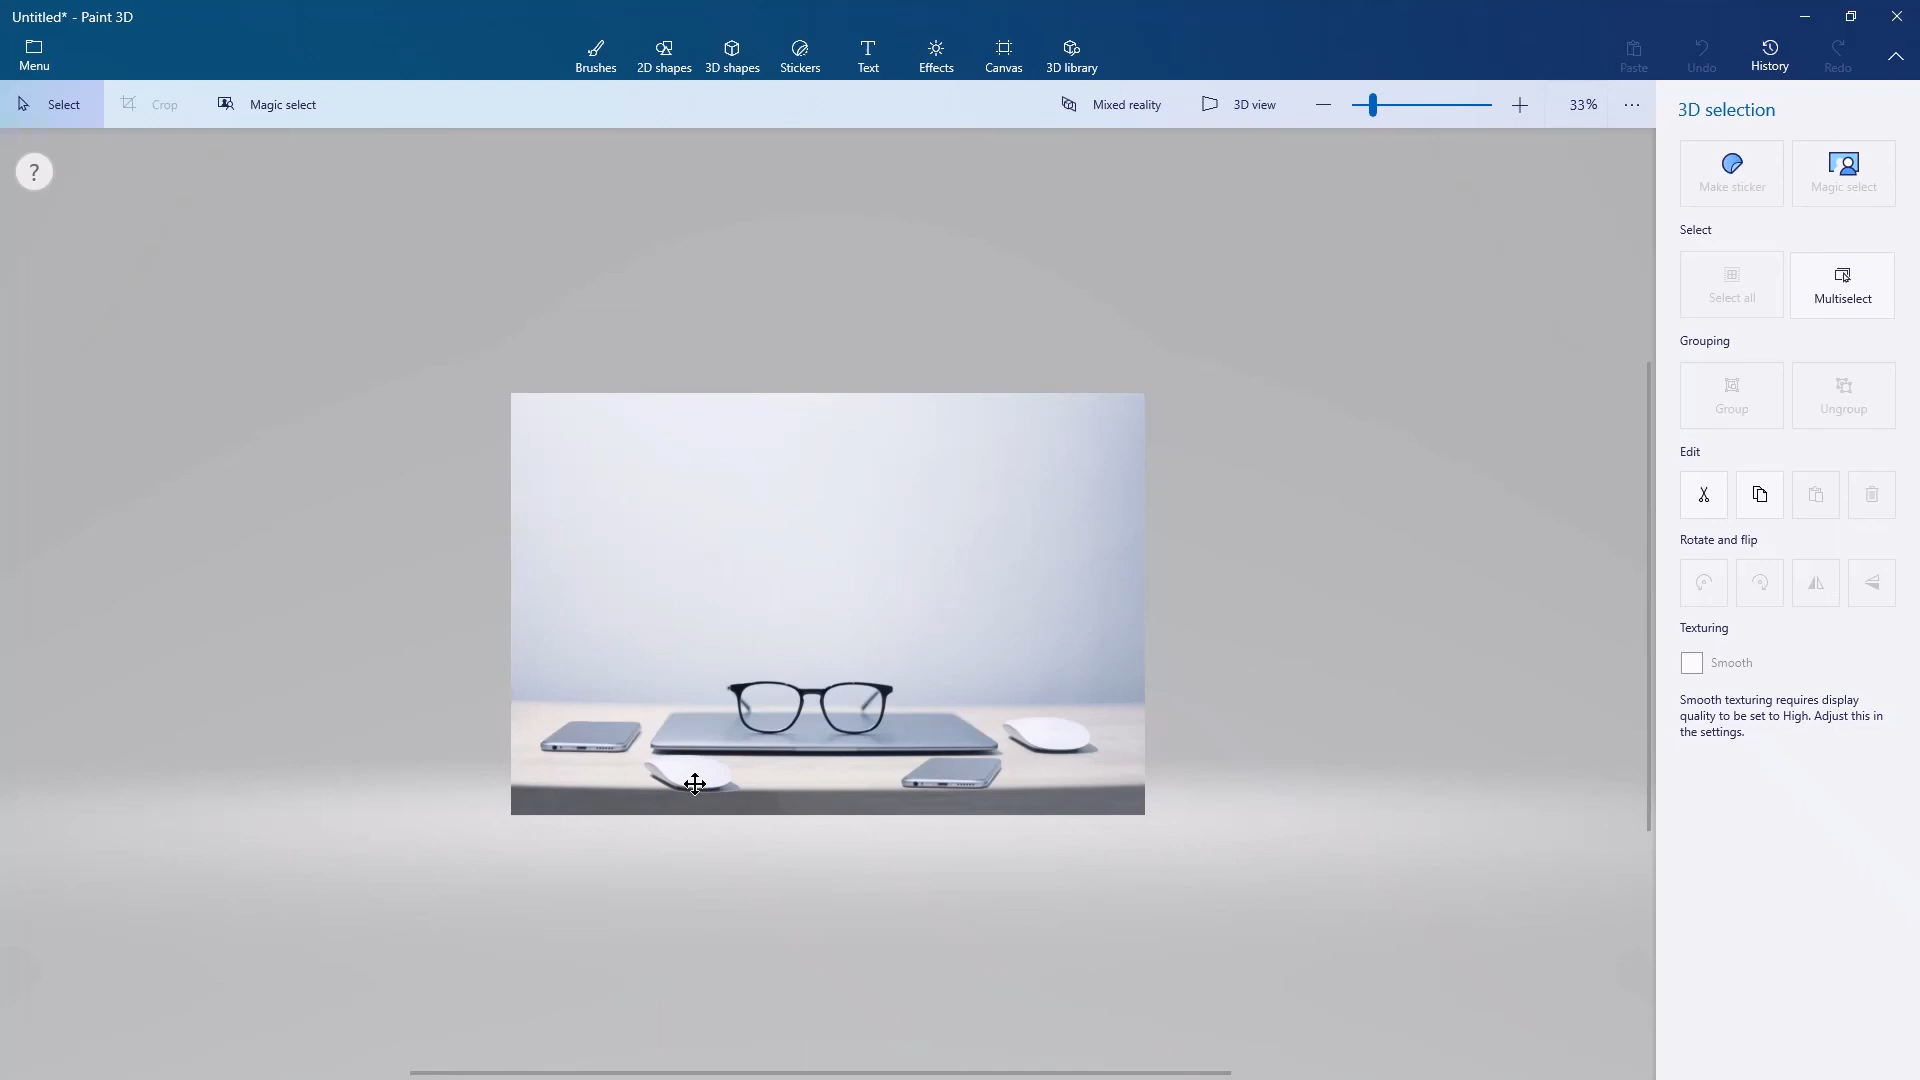 Untitled* - Paint 3D
Menu
Brushes
2D shapes
3D shapes
Stickers
Text
Effects
Canvas
3D library
Paste
Undo
History
Redo
Select
Crop
Magic select
Mixed reality
3D view
33%
?
3D selection
Make sticker
Magic select
Select
Select all
Multiselect
Grouping
Group
Ungroup
Edit
Rotate and flip
Texturing
Smooth
Smooth texturing requires display
quality to be set to High. Adjust this in
the settings.